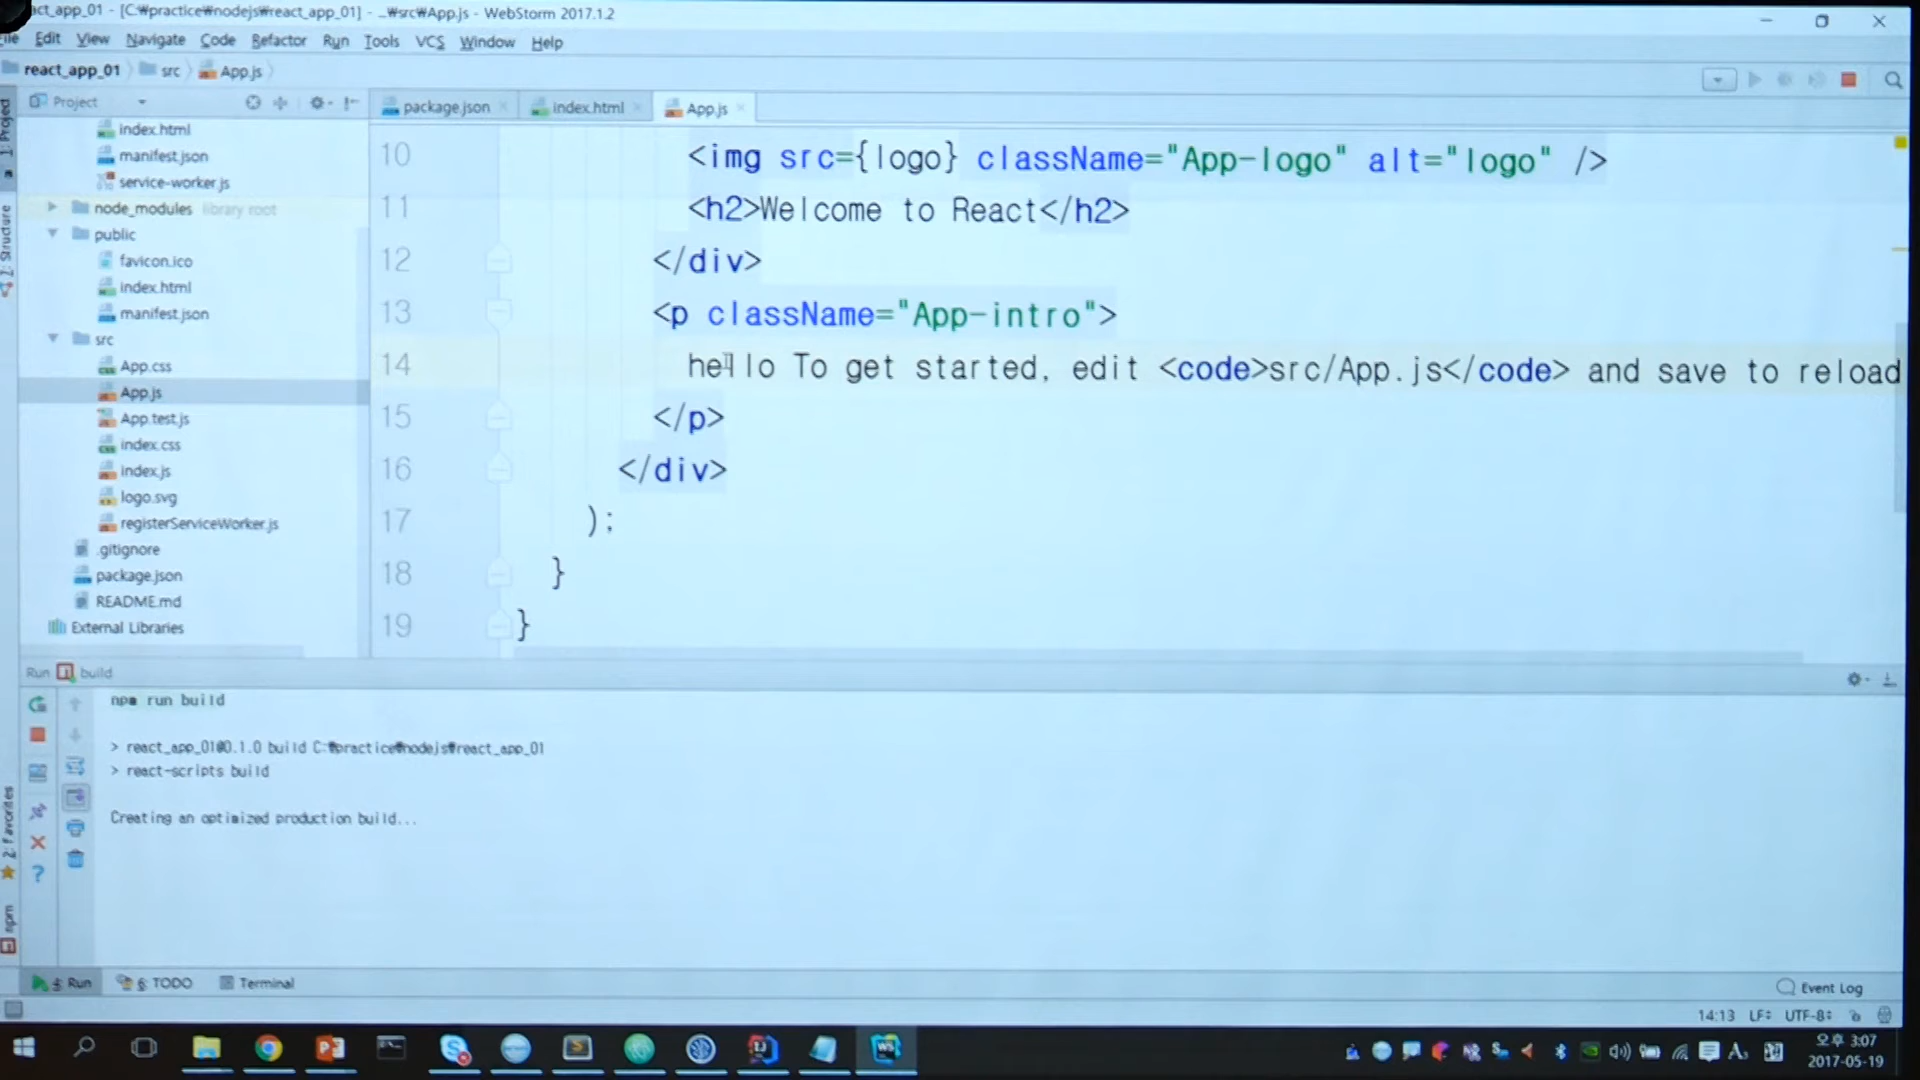 act_app_01 - [C:₩practice₩nodejs₩react_app_01] - ...₩src₩App.js - WebStorm 2017.1.2
File Edit View Navigate Code Refactor Run Tools VCS Window Help
react_app_01 src App.js
Project
package.json index.html App.js
1: Project
index.html
manifest.json
service-worker.js
node_modules library root
public
favicon.ico
index.html
manifest.json
src
App.css
App.js
App.test.js
index.css
index.js
logo.svg
registerServiceWorker.js
.gitignore
package.json
README.md
External Libraries
Z: Structure
10 <img src={logo} className="App-logo" alt="logo" />
11 <h2>Welcome to React</h2>
12 </div>
13 <p className="App-intro">
14 hello To get started, edit <code>src/App.js</code> and save to reload
15 </p>
16 </div>
17 );
18 }
19 }
Run build
npm run build
> react_app_01@0.1.0 build C:₩practice₩nodejs₩react_app_01
> react-scripts build
Creating an optimized production build...
2: Favorites
npm
4: Run 6: TODO Terminal
Event Log
14:13 LF UTF-8
오후 3:07
2017-05-19